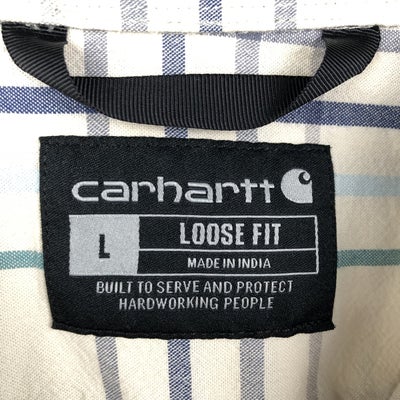 carhartt
L
LOOSE FIT
MADE IN INDIA
BUILT TO SERVE AND PROTECT
HARDWORKING PEOPLE